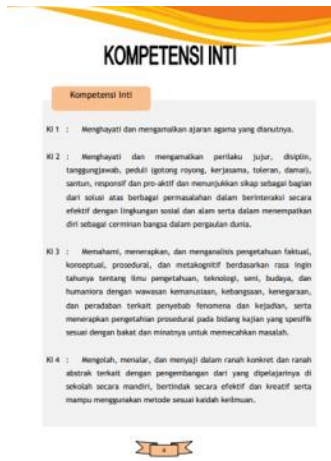 KOMPETENSI INTI
Kompetensi Inti
KI 1 : Menghayati dan mengamalkan ajaran agama yang dianutnya.
KI 2 : Menghayati dan mengamalkan perilaku jujur, disiplin,
tanggungjawab, peduli (gotong royong, kerjasama, toleran, damai),
santun, responsif dan pro-aktif dan menunjukkan sikap sebagai bagian
dari solusi atas berbagai permasalahan dalam berinteraksi secara
efektif dengan lingkungan sosial dan alam serta dalam menempatkan
diri sebagai cerminan bangsa dalam pergaulan dunia.
KI 3 : Memahami, menerapkan, dan menganalisis pengetahuan faktual,
konseptual, prosedural, dan metakognitif berdasarkan rasa ingin
tahunya tentang ilmu pengetahuan, teknologi, seni, budaya, dan
humaniora dengan wawasan kemanusiaan, kebangsaan, kenegaraan,
dan peradaban terkait penyebab fenomena dan kejadian, serta
menerapkan pengetahian prosedural pada bidang kajian yang spesifik
sesuai dengan bakat dan minatnya untuk memecahkan masalah.
KI 4 : Mengolah, menalar, dan menyaji dalam ranah konkret dan ranah
abstrak terkait dengan pengembangan dari yang dipelajarinya di
sekolah secara mandiri, bertindak secara efektif dan kreatif serta
mampu menggunakan metode sesuai kaidah keilmuan.
4